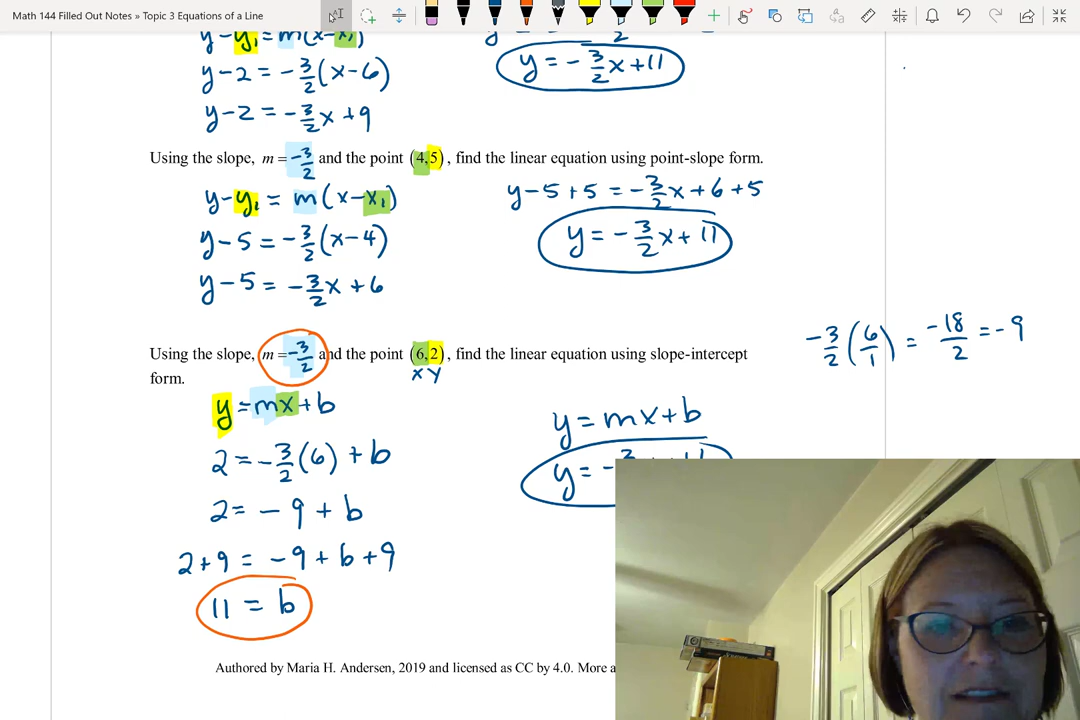 Math 144 Filled Out Notes » Topic 3 Equations of a Line
y-y₁ = m(x-x₁)
y-2 = -3/2(x-6)
y-2 = -3/2x+9
y = -3/2x+11
Using the slope, m = -3/2 and the point (4,5), find the linear equation using point-slope form.
y-y₁ = m(x-x₁)
y-5 = -3/2(x-4)
y-5 = -3/2x+6
y-5+5 = -3/2x+6+5
y = -3/2x+11
Using the slope, m = -3/2 and the point (6,2), find the linear equation using slope-intercept
form.
x y
-3/2(6/1) = -18/2 = -9
y = mx+b
2 = -3/2(6)+b
2 = -9+b
2+9 = -9+b+9
11 = b
y = mx+b
y = -
Authored by Maria H. Andersen, 2019 and licensed as CC by 4.0. More a